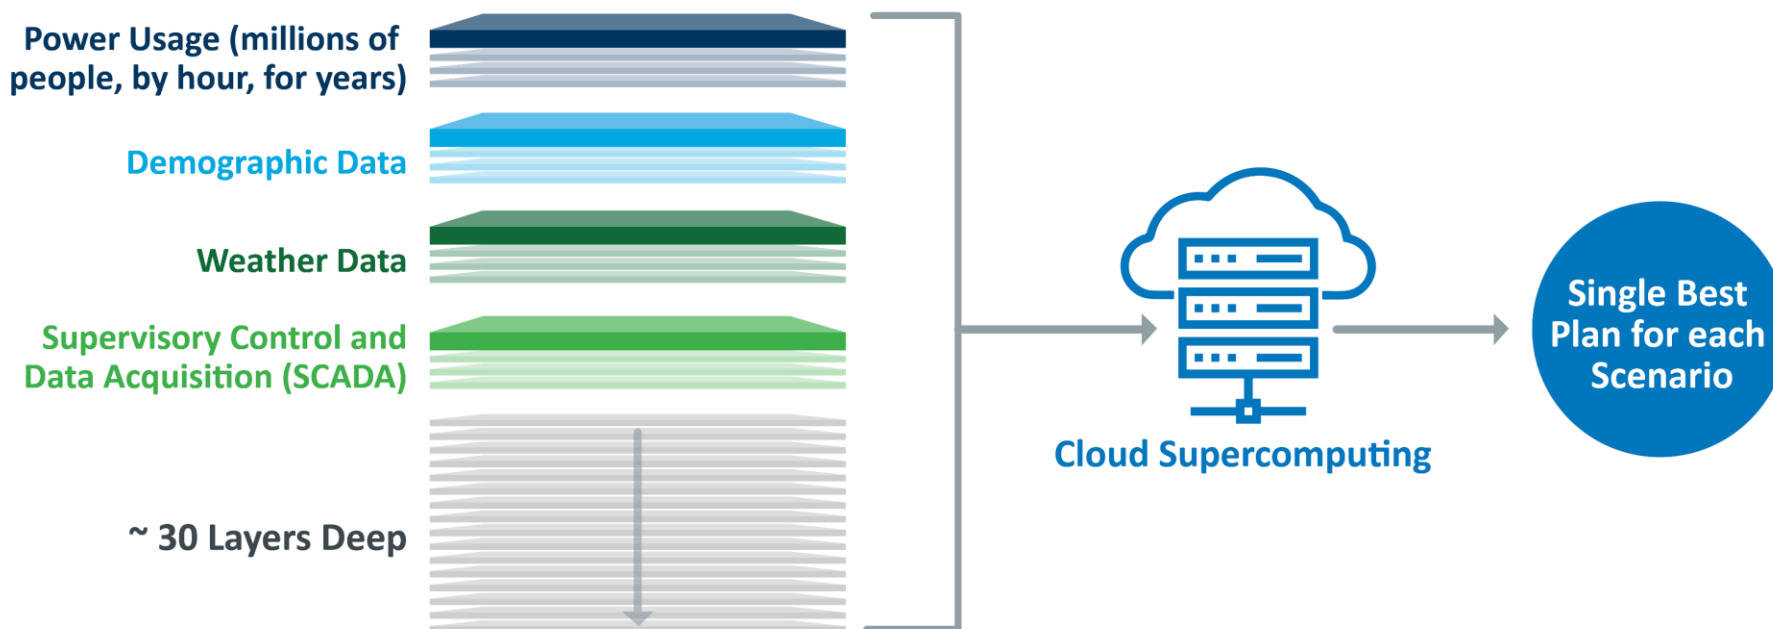 Power Usage (millions of
people, by hour, for years)
Demographic Data
Weather Data
Supervisory Control and
Data Acquisition (SCADA)
~ 30 Layers Deep
Cloud Supercomputing
Single Best
Plan for each
Scenario